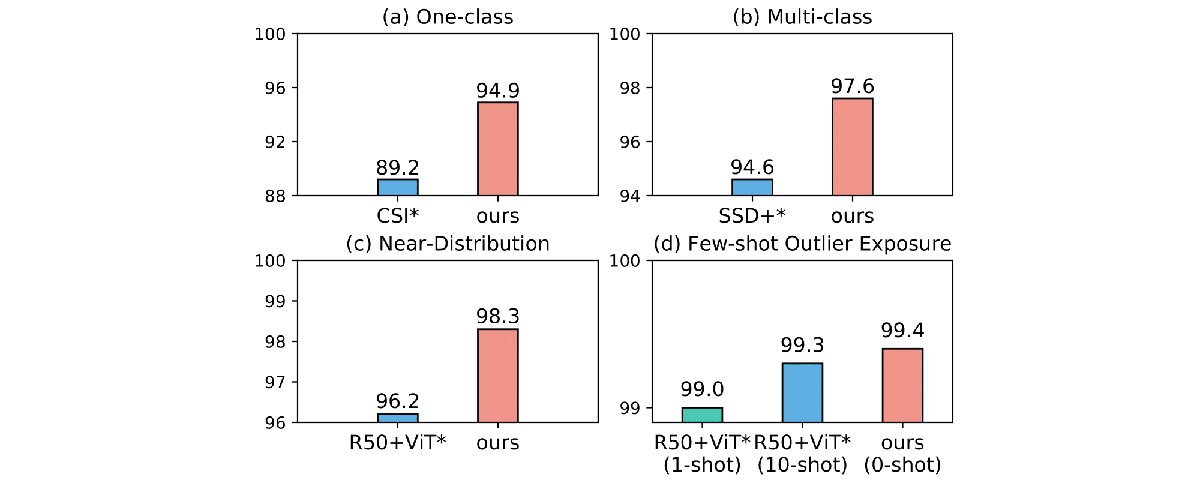 (a) One-class
100
96
92
88
89.2
94.9
CSI*
ours
(b) Multi-class
100
98
96
94
94.6
97.6
SSD+*
ours
(c) Near-Distribution
100
99
98
97
96
96.2
98.3
R50+ViT*
ours
(d) Few-shot Outlier Exposure
100
99
99.0
99.3
99.4
R50+ViT*
(1-shot)
R50+ViT*
(10-shot)
ours
(0-shot)